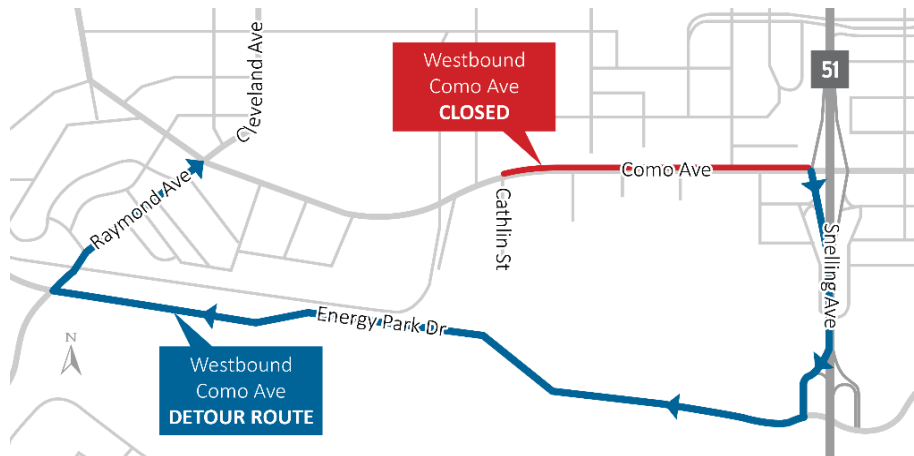 Cleveland Ave
Westbound
Como Ave
CLOSED
51
Como Ave
Raymond Ave
Cathlin St
Snelling Ave
Energy Park Dr
N
Westbound
Como Ave
DETOUR ROUTE